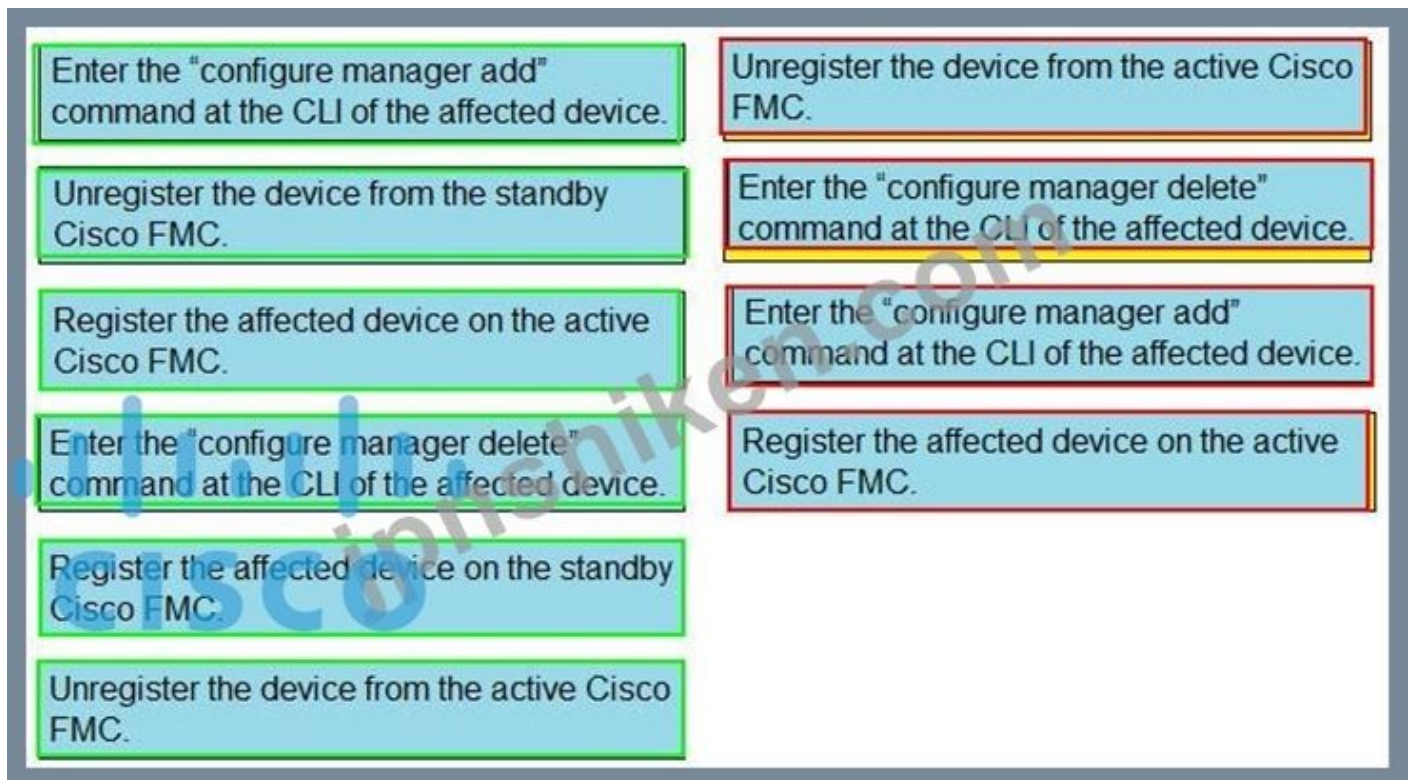 Enter the “configure manager add”
command at the CLI of the affected device.
Unregister the device from the standby
Cisco FMC.
Register the affected device on the active
Cisco FMC.
Enter the “configure manager delete”
command at the CLI of the affected device.
Register the affected device on the standby
Cisco FMC.
Unregister the device from the active Cisco
FMC.
Unregister the device from the active Cisco
FMC.
Enter the “configure manager delete”
command at the CLI of the affected device.
Enter the “configure manager add”
command at the CLI of the affected device.
Register the affected device on the active
Cisco FMC.
jpnshiken.com
CISCO